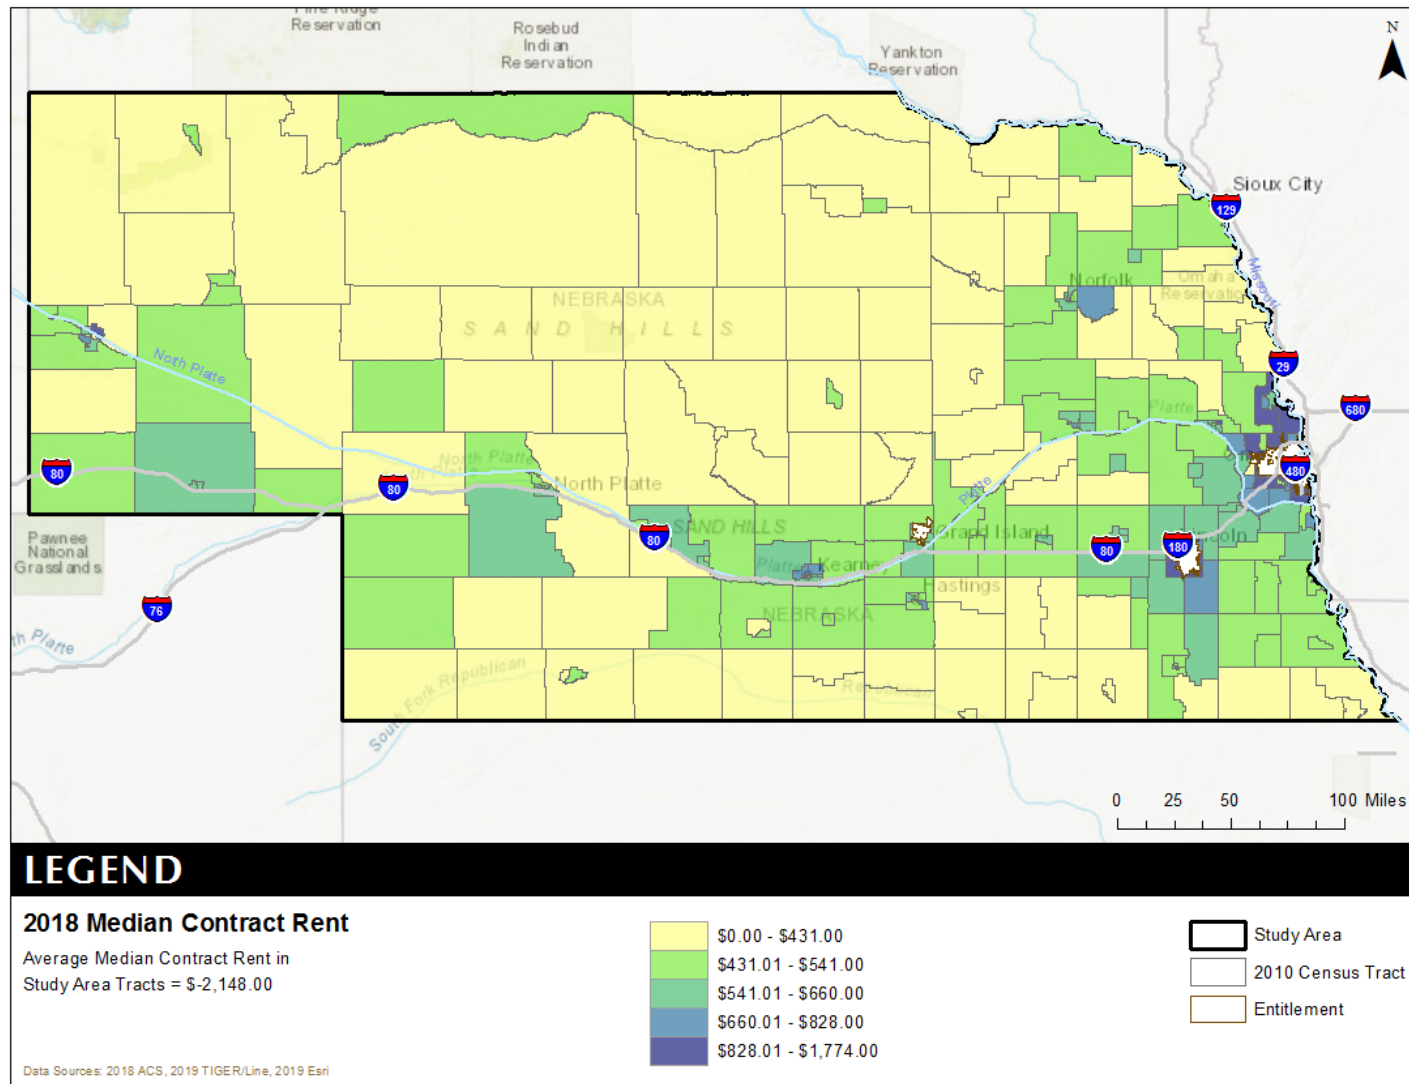 Pine Ridge
Reservation
Rosebud
Indian
Reservation
Yankton
Reservation
N
Sioux City
129
Missouri
Norfolk
Omaha
Reservation
NEBRASKA
SAND HILLS
North Platte
29
680
Platte
80
North Platte
North Platte
80
North Platte
480
Platte
Pawnee
National
Grasslands
SAND HILLS
80
Grand Island
80
180
Lincoln
Platte
Kearney
Hastings
76
NEBRASKA
th Platte
South Fork Republican
Republican
0 25 50 100 Miles
LEGEND
2018 Median Contract Rent
Average Median Contract Rent in
Study Area Tracts = $-2,148.00
$0.00 - $431.00
$431.01 - $541.00
$541.01 - $660.00
$660.01 - $828.00
$828.01 - $1,774.00
Study Area
2010 Census Tract
Entitlement
Data Sources: 2018 ACS, 2019 TIGER/Line, 2019 Esri